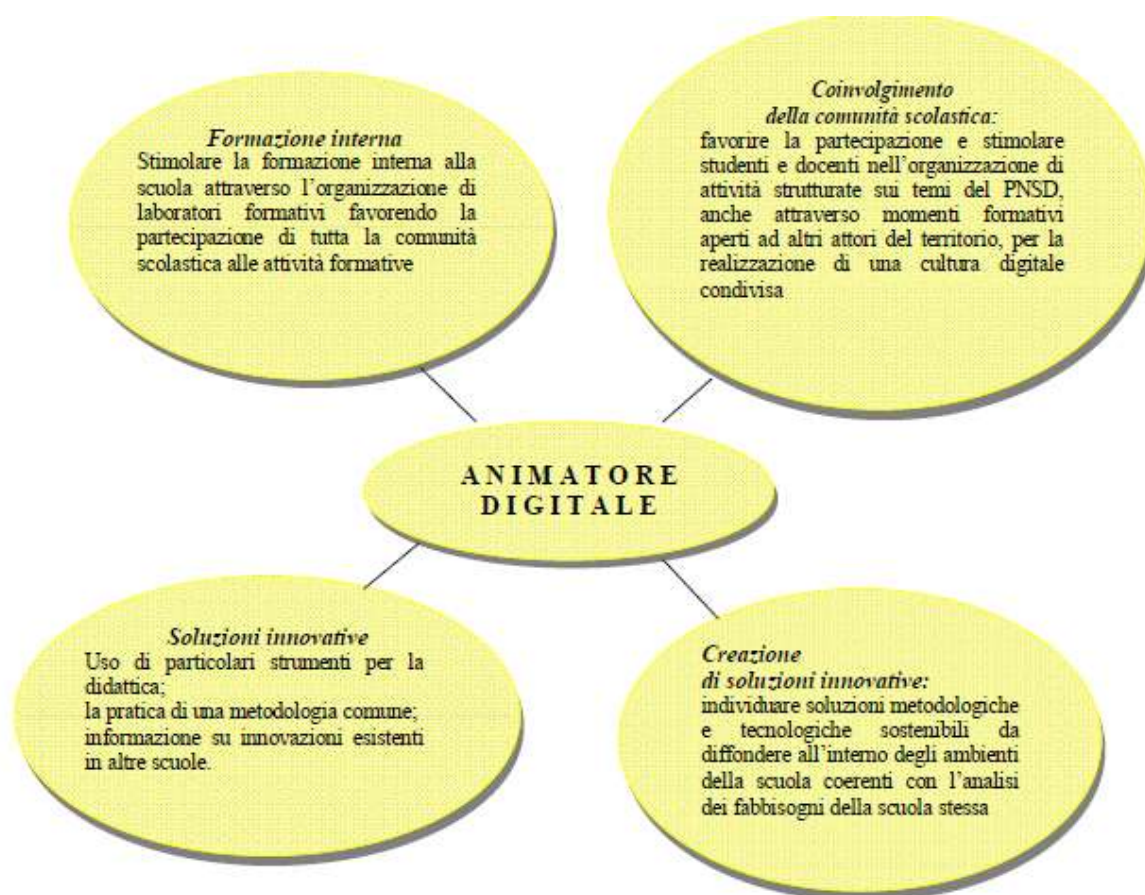 Formazione interna
Stimolare la formazione interna alla
scuola attraverso l'organizzazione di
laboratori formativi favorendo la
partecipazione di tutta la comunità
scolastica alle attività formative
Coinvolgimento
della comunità scolastica:
favorire la partecipazione e stimolare
studenti e docenti nell'organizzazione di
attività strutturate sui temi del PNSD,
anche attraverso momenti formativi
aperti ad altri attori del territorio, per la
realizzazione di una cultura digitale
condivisa
ANIMATORE
DIGITALE
Soluzioni innovative
Uso di particolari strumenti per la
didattica;
la pratica di una metodologia comune;
informazione su innovazioni esistenti
in altre scuole.
Creazione
di soluzioni innovative:
individuare soluzioni metodologiche
e tecnologiche sostenibili da
diffondere all'interno degli ambienti
della scuola coerenti con l'analisi
dei fabbisogni della scuola stessa